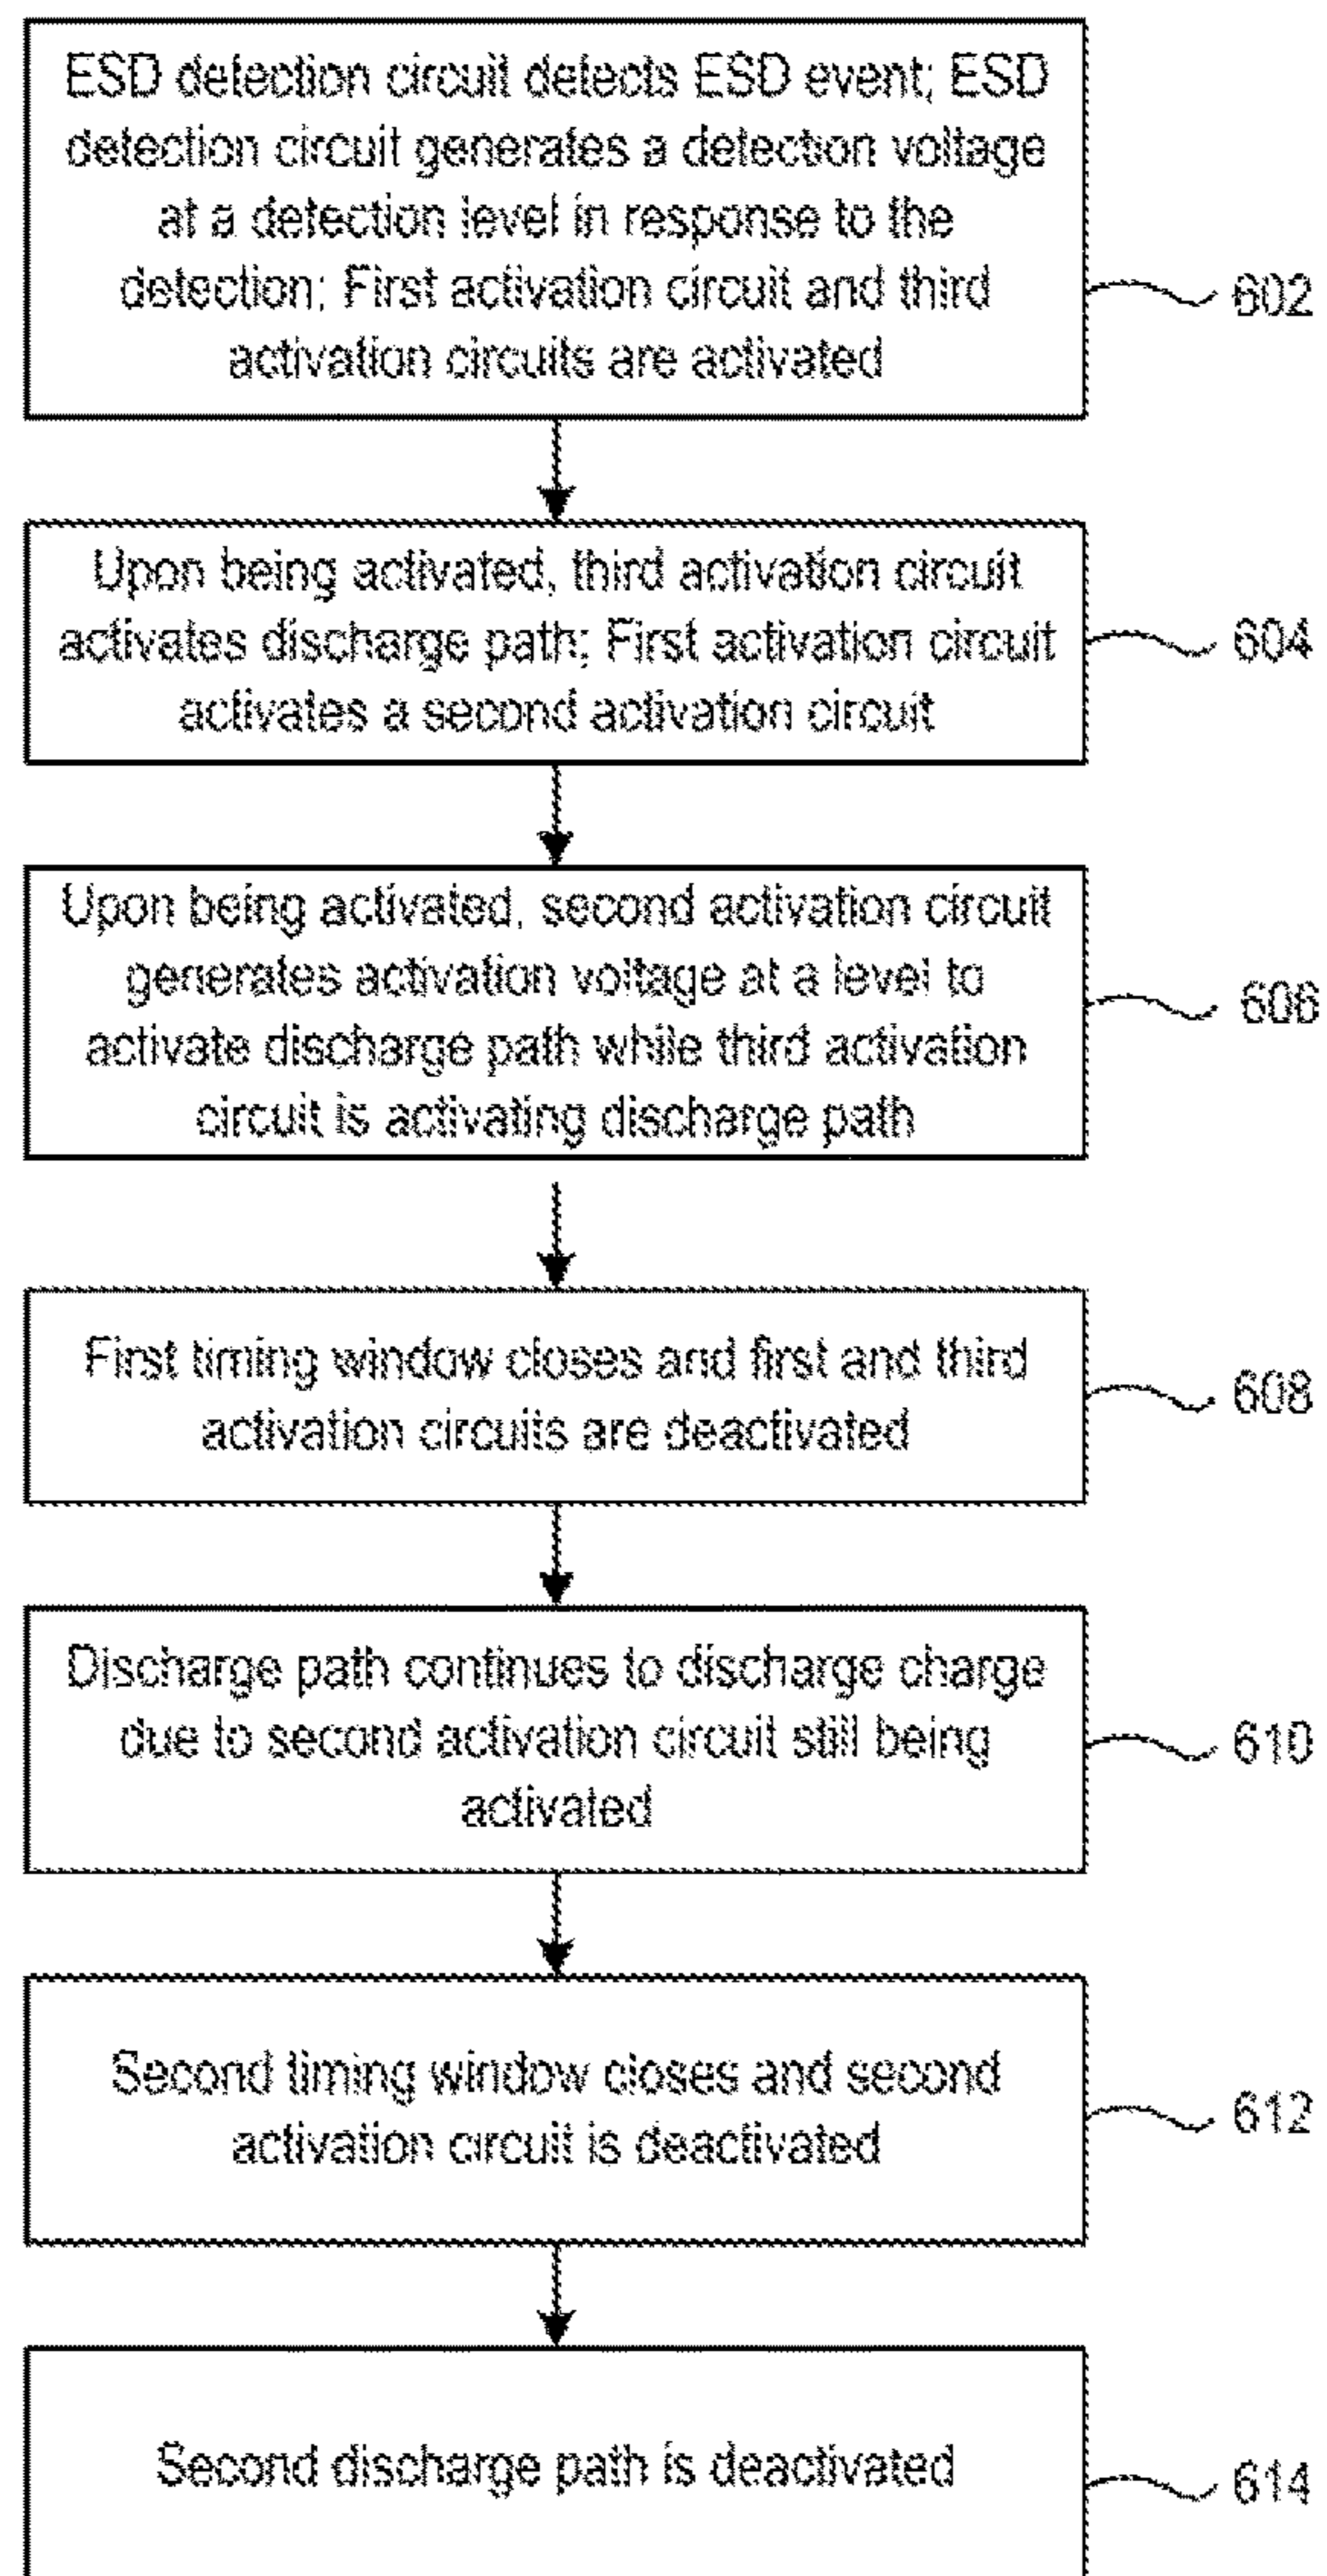 ESD detection circuit detects ESD event; ESD
detection circuit generates a detection voltage
at a detection level in response to the
detection; First activation circuit and third
activation circuits are activated
602
Upon being activated, third activation circuit
activates discharge path; First activation circuit
activates a second activation circuit
604
Upon being activated, second activation circuit
generates activation voltage at a level to
activate discharge path while third activation
circuit is activating discharge path
606
First timing window closes and first and third
activation circuits are deactivated
608
Discharge path continues to discharge charge
due to second activation circuit still being
activated
610
Second timing window closes and second
activation circuit is deactivated
612
Second discharge path is deactivated
614